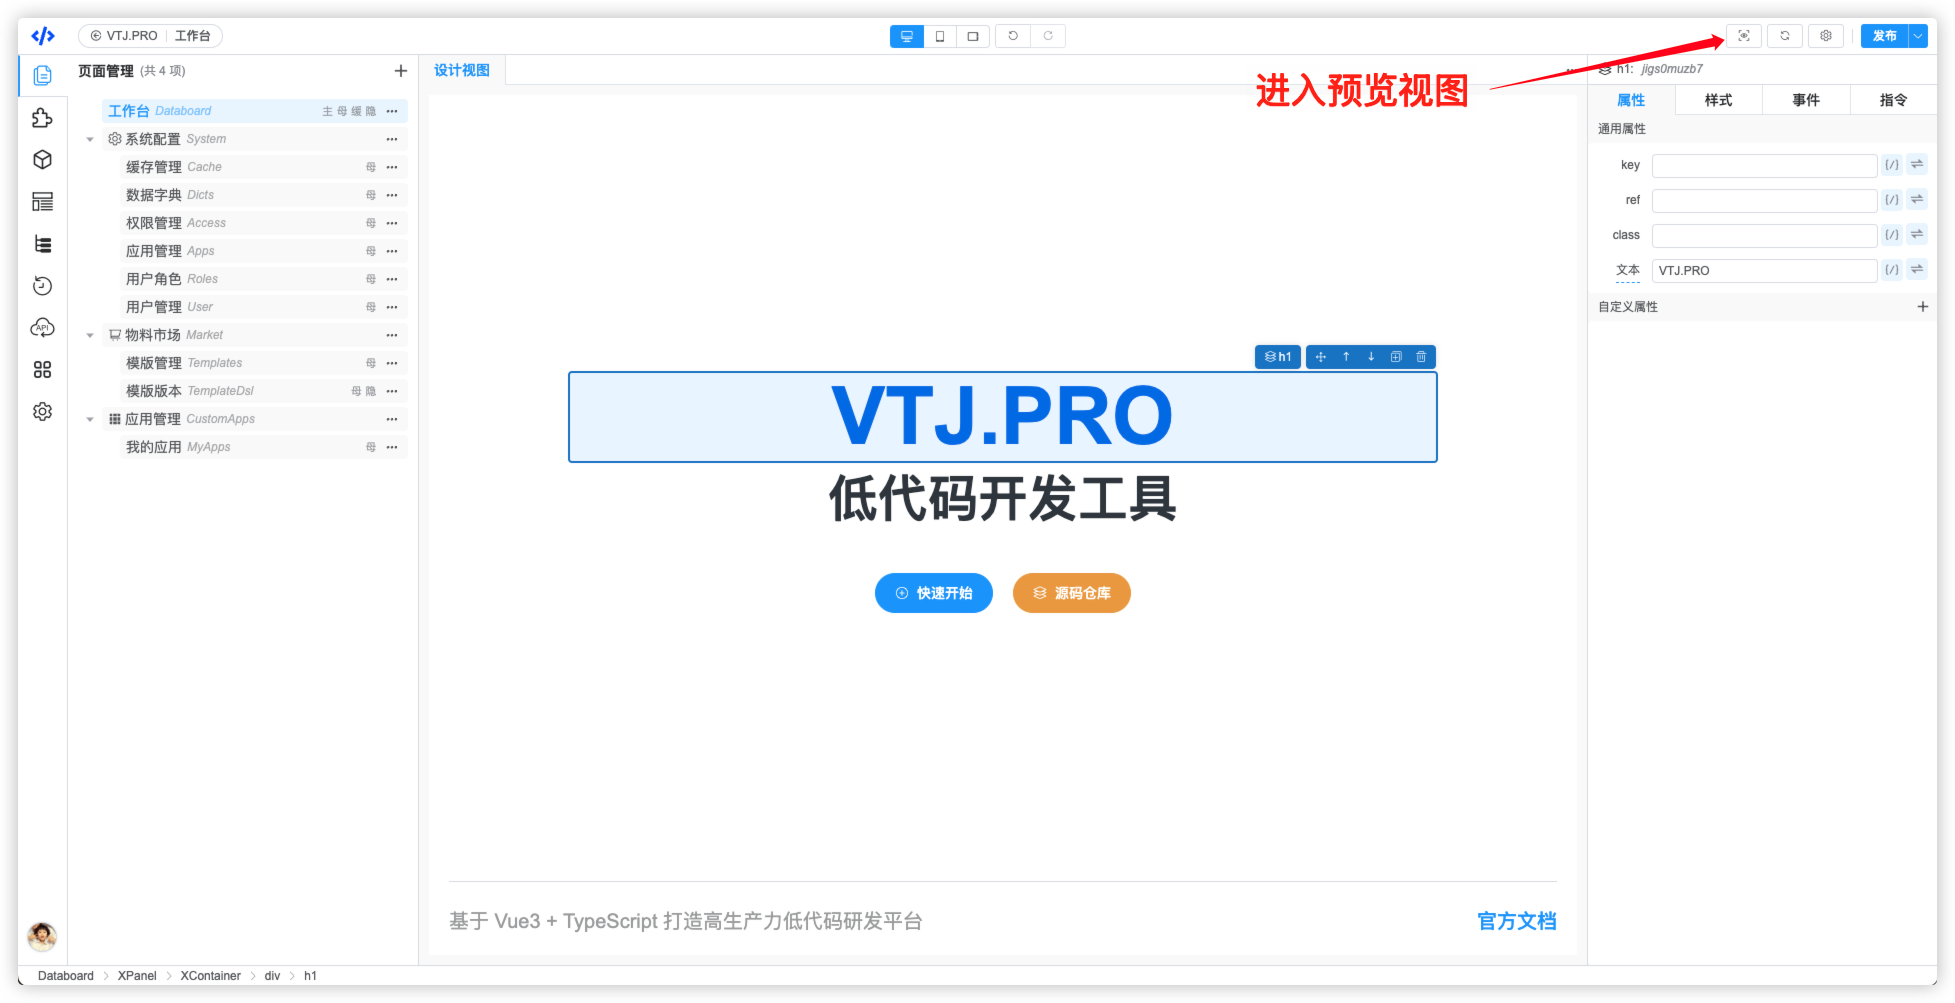 VTJ.PRO 工作台
发布
页面管理 (共 4 项)
工作台 Databoard 主 母 缓 隐
系统配置 System
缓存管理 Cache 母
数据字典 Dicts 母
权限管理 Access 母
应用管理 Apps 母
用户角色 Roles 母
用户管理 User 母
物料市场 Market
模版管理 Templates 母
模版版本 TemplateDsl 母 隐
应用管理 CustomApps
我的应用 MyApps 母
API
设计视图
进入预览视图
h1
VTJ.PRO
低代码开发工具
快速开始 源码仓库
基于 Vue3 + TypeScript 打造高生产力低代码研发平台 官方文档
h1: jigs0muzb7
属性 样式 事件 指令
通用属性
key {/}
ref {/}
class {/}
文本 VTJ.PRO {/}
自定义属性
Databoard > XPanel > XContainer > div > h1